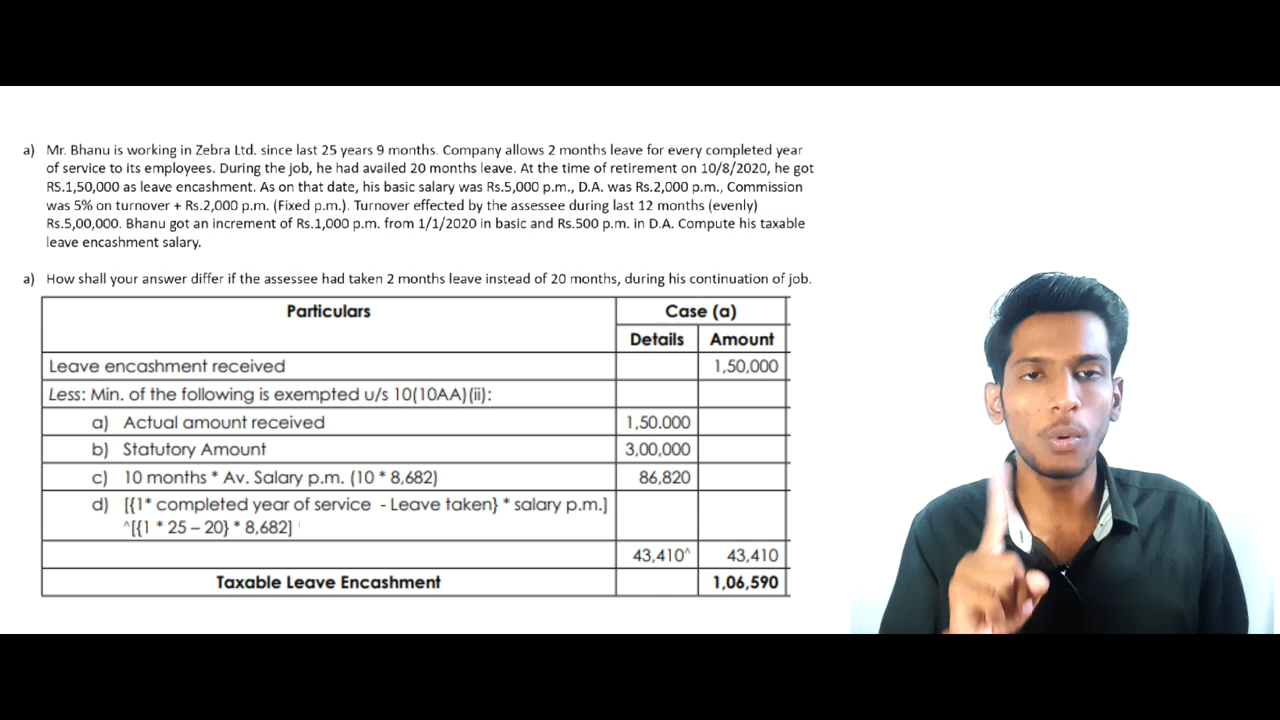 a) Mr. Bhanu is working in Zebra Ltd. since last 25 years 9 months. Company allows 2 months leave for every completed year
of service to its employees. During the job, he had availed 20 months leave. At the time of retirement on 10/8/2020, he got
RS.1,50,000 as leave encashment. As on that date, his basic salary was Rs.5,000 p.m., D.A. was Rs.2,000 p.m., Commission
was 5% on turnover + Rs.2,000 p.m. (Fixed p.m.). Turnover effected by the assessee during last 12 months (evenly)
Rs.5,00,000. Bhanu got an increment of Rs.1,000 p.m. from 1/1/2020 in basic and Rs.500 p.m. in D.A. Compute his taxable
leave encashment salary.
a) How shall your answer differ if the assessee had taken 2 months leave instead of 20 months, during his continuation of job.
Particulars Case (a)
Details Amount
Leave encashment received 1,50,000
Less: Min. of the following is exempted u/s 10(10AA)(ii):
a) Actual amount received 1,50.000
b) Statutory Amount 3,00,000
c) 10 months * Av. Salary p.m. (10 * 8,682) 86,820
d) [{1* completed year of service - Leave taken} * salary p.m.]
^[{1 * 25 – 20} * 8,682]
43,410^ 43,410
Taxable Leave Encashment 1,06,590